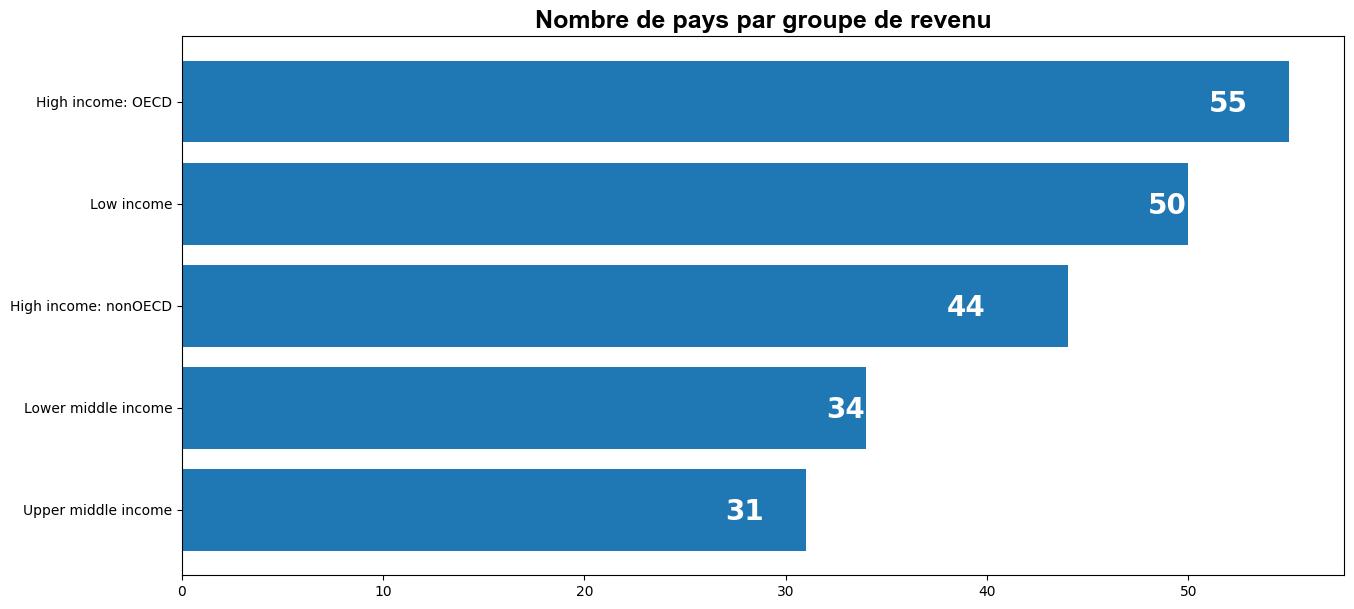 Nombre de pays par groupe de revenu
High income: OECD
55
Low income
50
High income: nonOECD
44
Lower middle income
34
Upper middle income
31
0 10 20 30 40 50